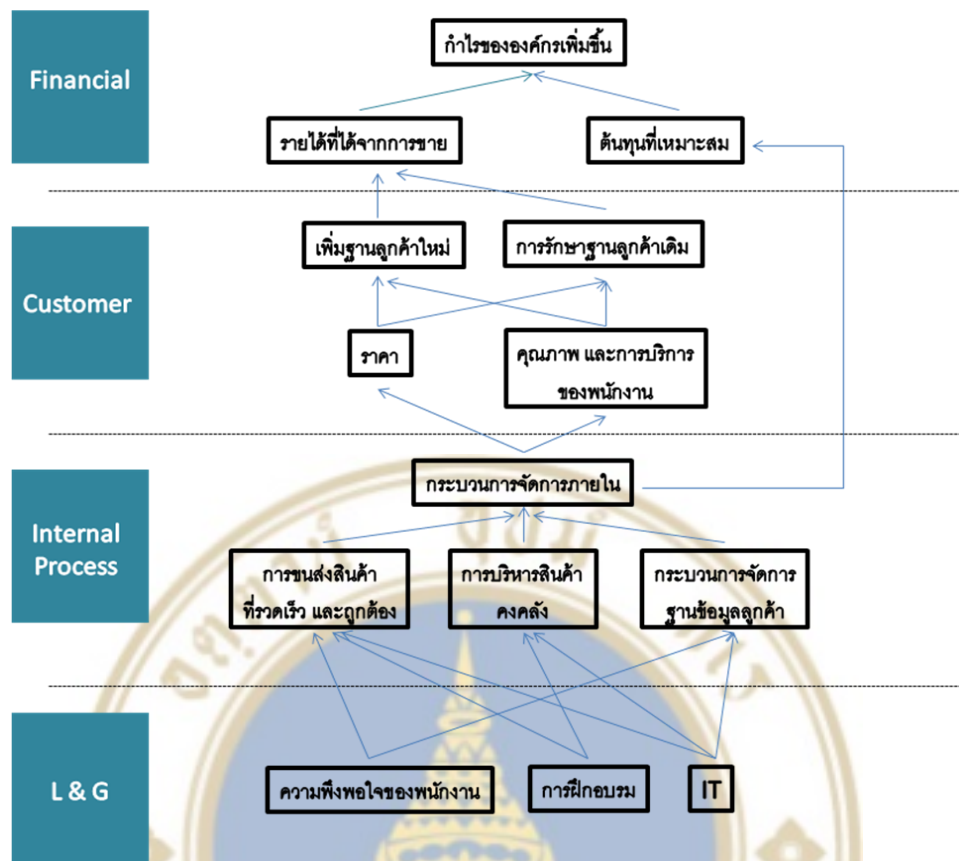 Financial
กำไรขององค์กรเพิ่มขึ้น
รายได้ที่ได้จากการขาย
ต้นทุนที่เหมาะสม
Customer
เพิ่มฐานลูกค้าใหม่
การรักษาฐานลูกค้าเดิม
ราคา
คุณภาพ และการบริการ
ของพนักงาน
Internal
Process
กระบวนการจัดการภายใน
การขนส่งสินค้า
ที่รวดเร็ว และถูกต้อง
การบริหารสินค้า
คงคลัง
กระบวนการจัดการ
ฐานข้อมูลลูกค้า
L & G
ความพึงพอใจของพนักงาน
การฝึกอบรม
IT